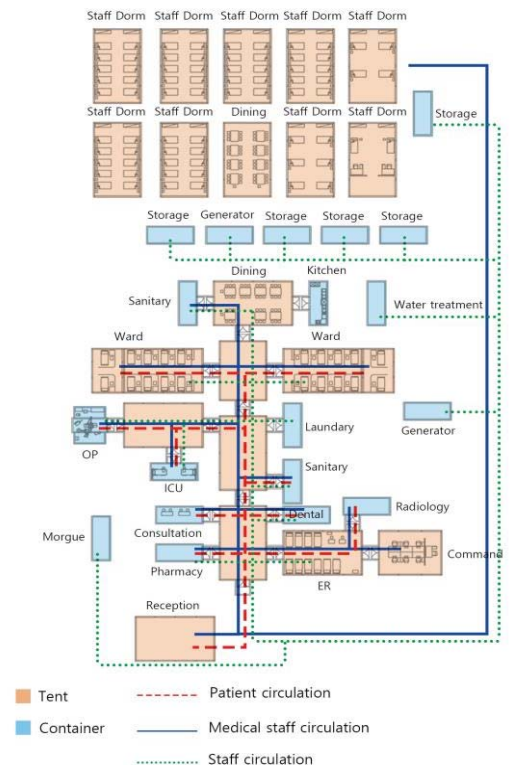 Staff Dorm Staff Dorm Staff Dorm Staff Dorm Staff Dorm
Storage
Staff Dorm Staff Dorm Dining Staff Dorm Staff Dorm
Storage Generator Storage Storage Storage
Dining Kitchen
Sanitary
Water treatment
Ward Ward
Laundary
Generator
OP
Sanitary
ICU
Radiology
Dental
Consultation
Morgue
Command
Pharmacy
ER
Reception
Tent
Patient circulation
Container
Medical staff circulation
Staff circulation